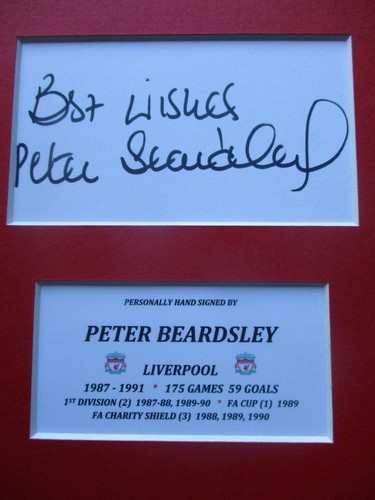 Best wishes
Peter Beardsley
PERSONALLY HAND SIGNED BY
PETER BEARDSLEY
LIVERPOOL
1987 - 1991 * 175 GAMES 59 GOALS
1ST DIVISION (2) 1987-88, 1989-90 * FA CUP (1) 1989
FA CHARITY SHIELD (3) 1988, 1989, 1990